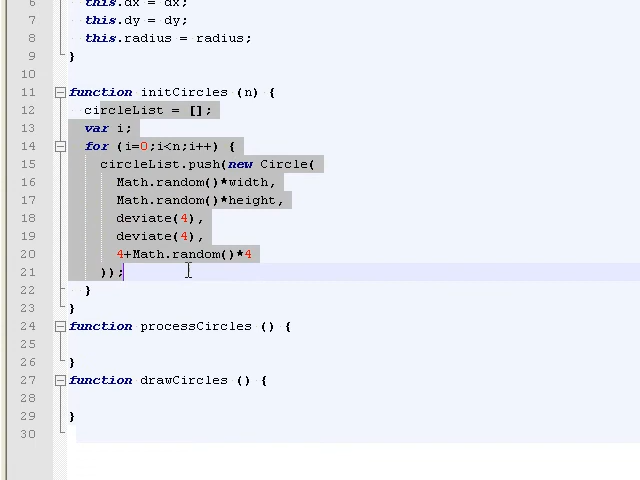 6 this.dx = dx;
7 this.dy = dy;
8 this.radius = radius;
9 }
10
11 function initCircles (n) {
12 circleList = [];
13 var i;
14 for (i=0;i<n;i++) {
15 circleList.push(new Circle(
16 Math.random()*width,
17 Math.random()*height,
18 deviate(4),
19 deviate(4),
20 4+Math.random()*4
21 ));
22 }
23 }
24 function processCircles () {
25
26 }
27 function drawCircles () {
28
29 }
30